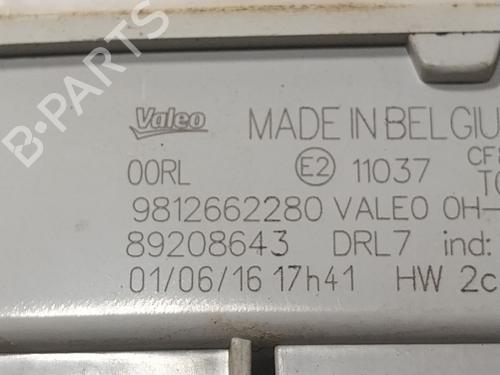 B-PARTS
Valeo MADE IN BELGIU
00RL E2 11037
9812662280 VALEO 0H-
89208643 DRL7 ind:
01/06/16 17h41 HW 2c